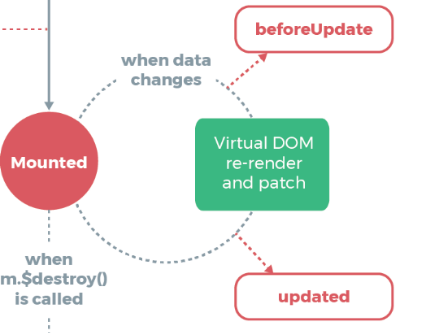 beforeUpdate
when data
changes
Virtual DOM
re-render
and patch
Mounted
when
m.$destroy()
is called
updated